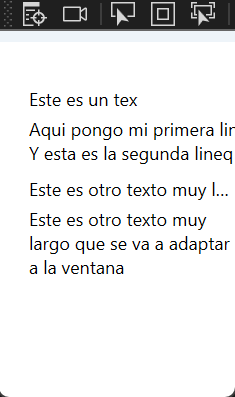 Este es un tex
Aqui pongo mi primera lin
Y esta es la segunda lineq
Este es otro texto muy l...
Este es otro texto muy
largo que se va a adaptar
a la ventana